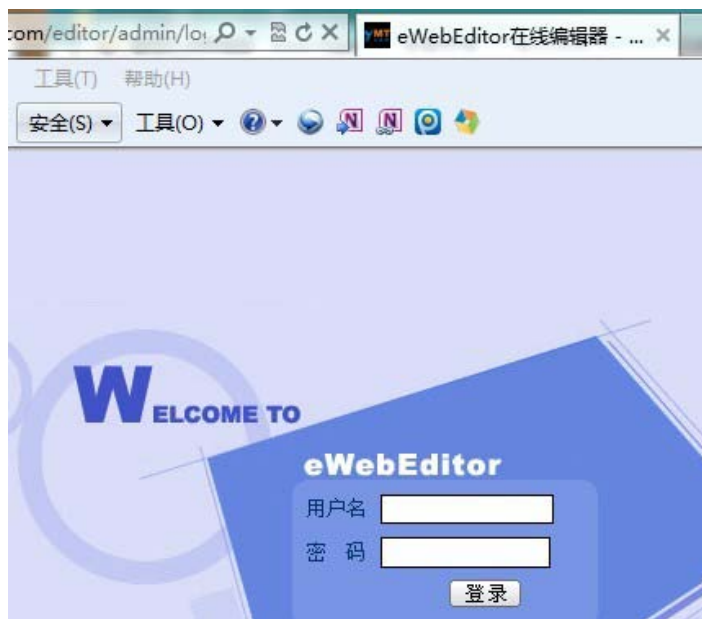 com/editor/admin/lo
eWebEditor在线编辑器 - ...
工具(T) 帮助(H)
安全(S) 工具(O)
WELCOME TO
eWebEditor
用户名
密 码
登录